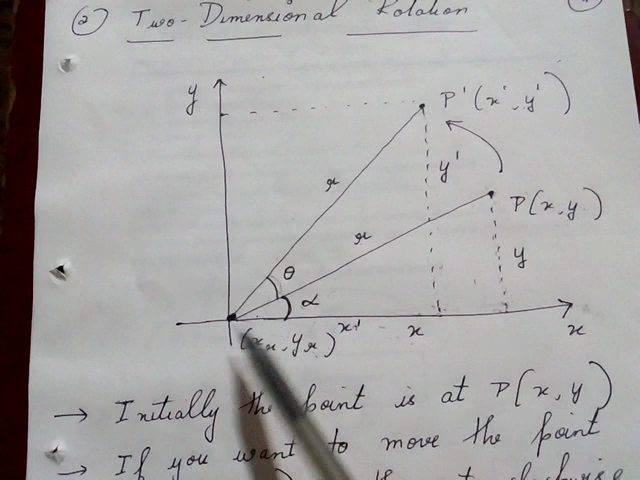 ② Two-Dimensional Rotation
y
P'(x', y')
r
y'
r
P(x, y)
θ
y
α
x'
x
x
(xr, yr)
→ Initially the point is at P(x, y)
→ If you want to move the point